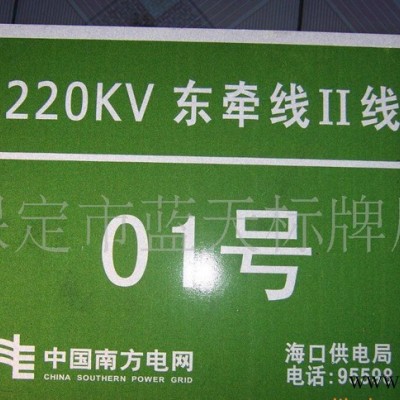 220KV 东牵线II线
保定市蓝天标牌厂
01号
中国南方电网
CHINA SOUTHERN POWER GRID
海口供电局
电话:95598